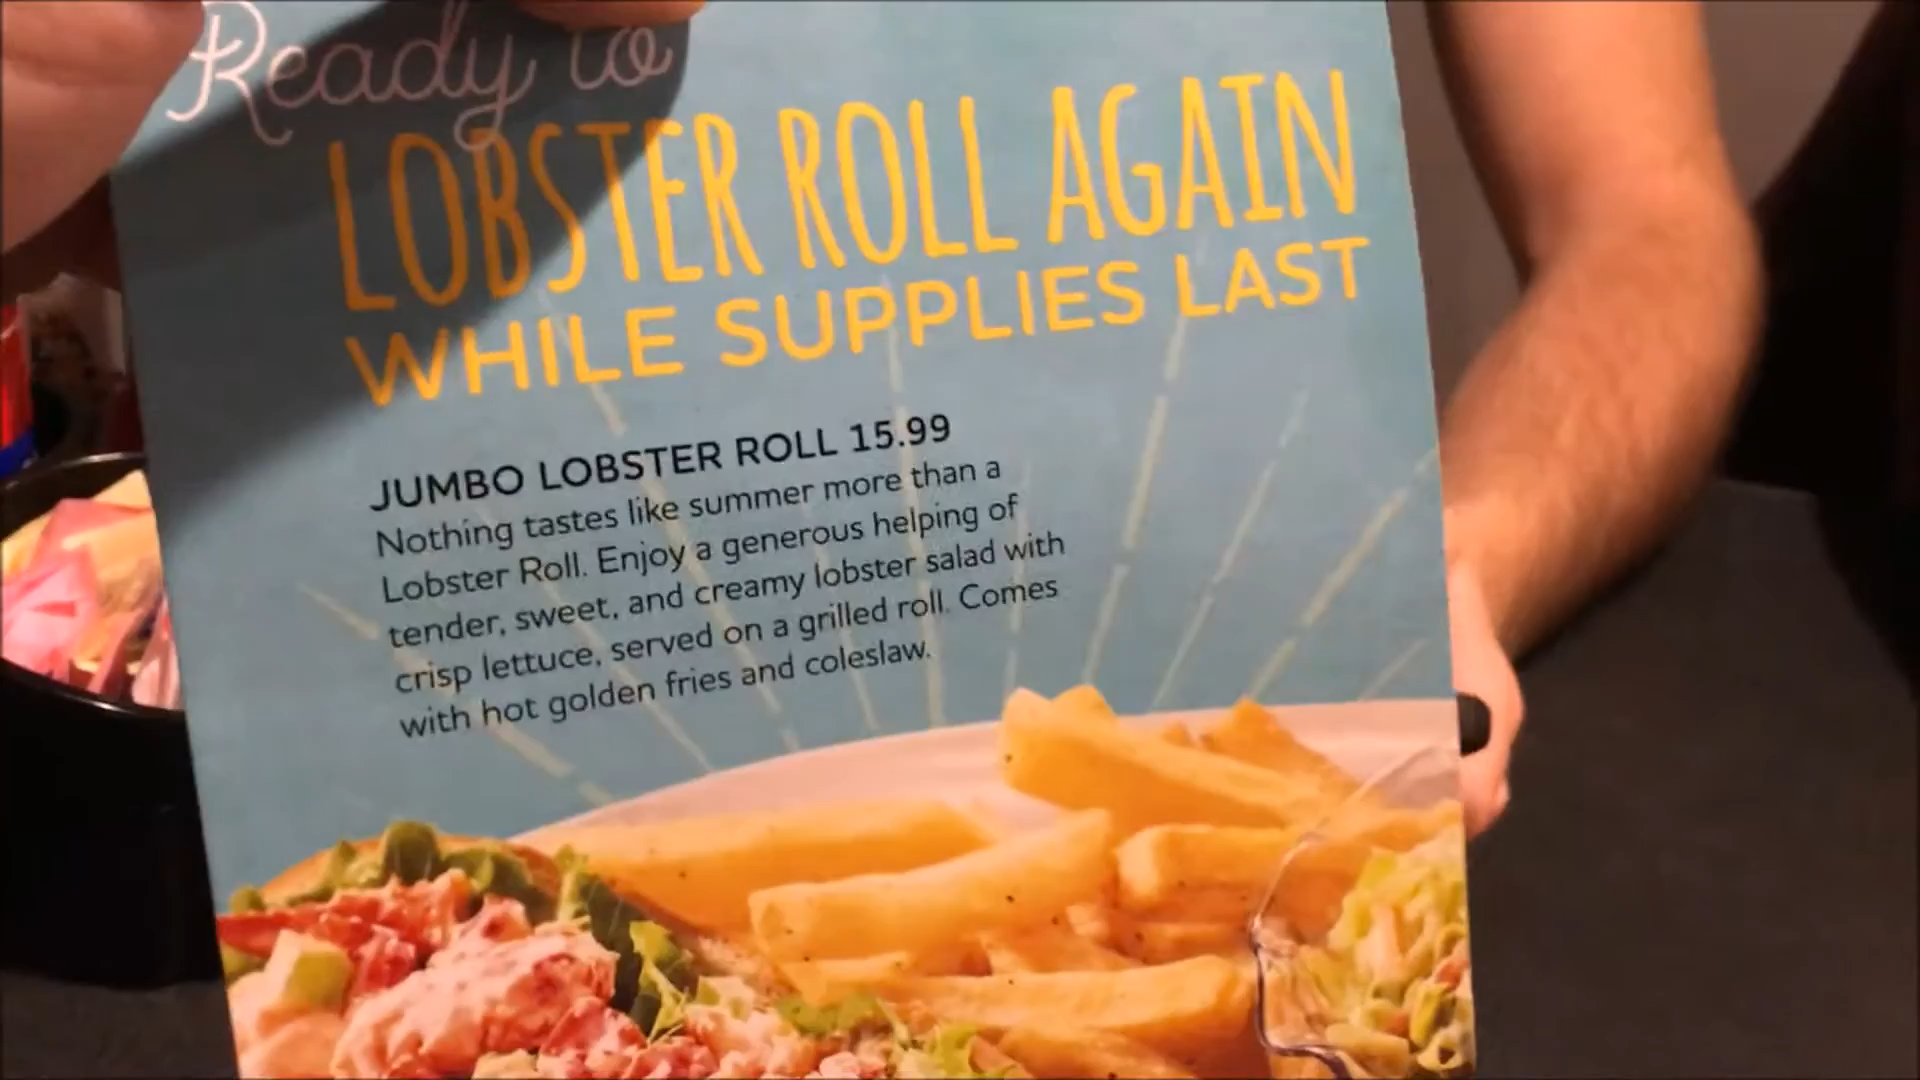 Ready to
LOBSTER ROLL AGAIN
WHILE SUPPLIES LAST
JUMBO LOBSTER ROLL 15.99
Nothing tastes like summer more than a
Lobster Roll. Enjoy a generous helping of
tender, sweet, and creamy lobster salad with
crisp lettuce, served on a grilled roll. Comes
with hot golden fries and coleslaw.